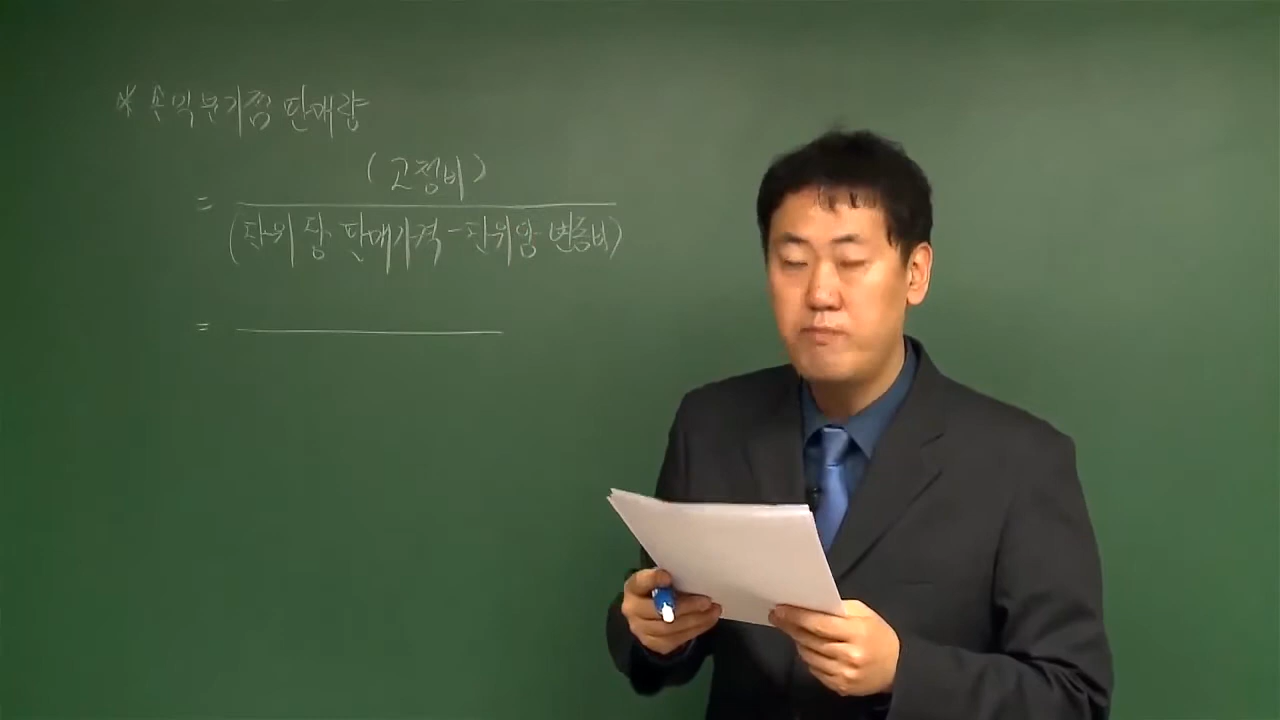 * 손익분기점 판매량
(고정비)
=
(단위당 판매가격 - 단위당 변동비)
=